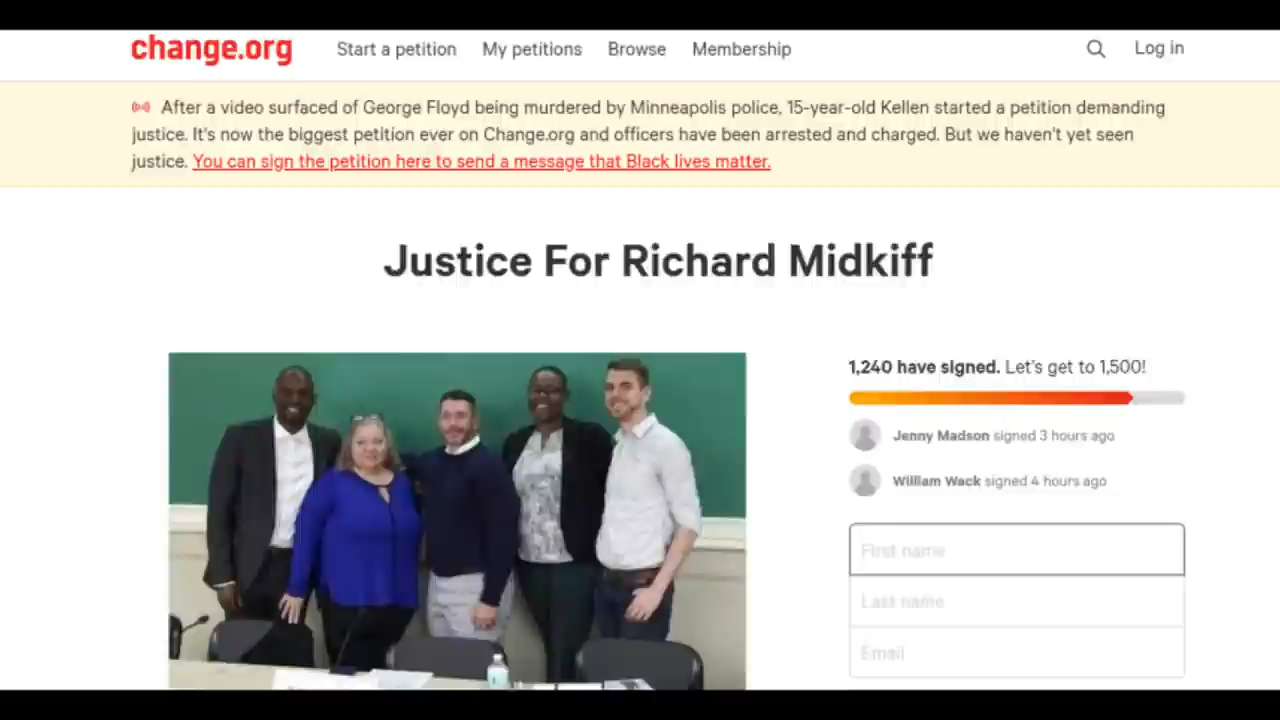 change.org Start a petition My petitions Browse Membership Log in
After a video surfaced of George Floyd being murdered by Minneapolis police, 15-year-old Kellen started a petition demanding
justice. It's now the biggest petition ever on Change.org and officers have been arrested and charged. But we haven't yet seen
justice. You can sign the petition here to send a message that Black lives matter.
Justice For Richard Midkiff
1,240 have signed. Let's get to 1,500!
Jenny Madson signed 3 hours ago
William Wack signed 4 hours ago
First name
Last name
Email